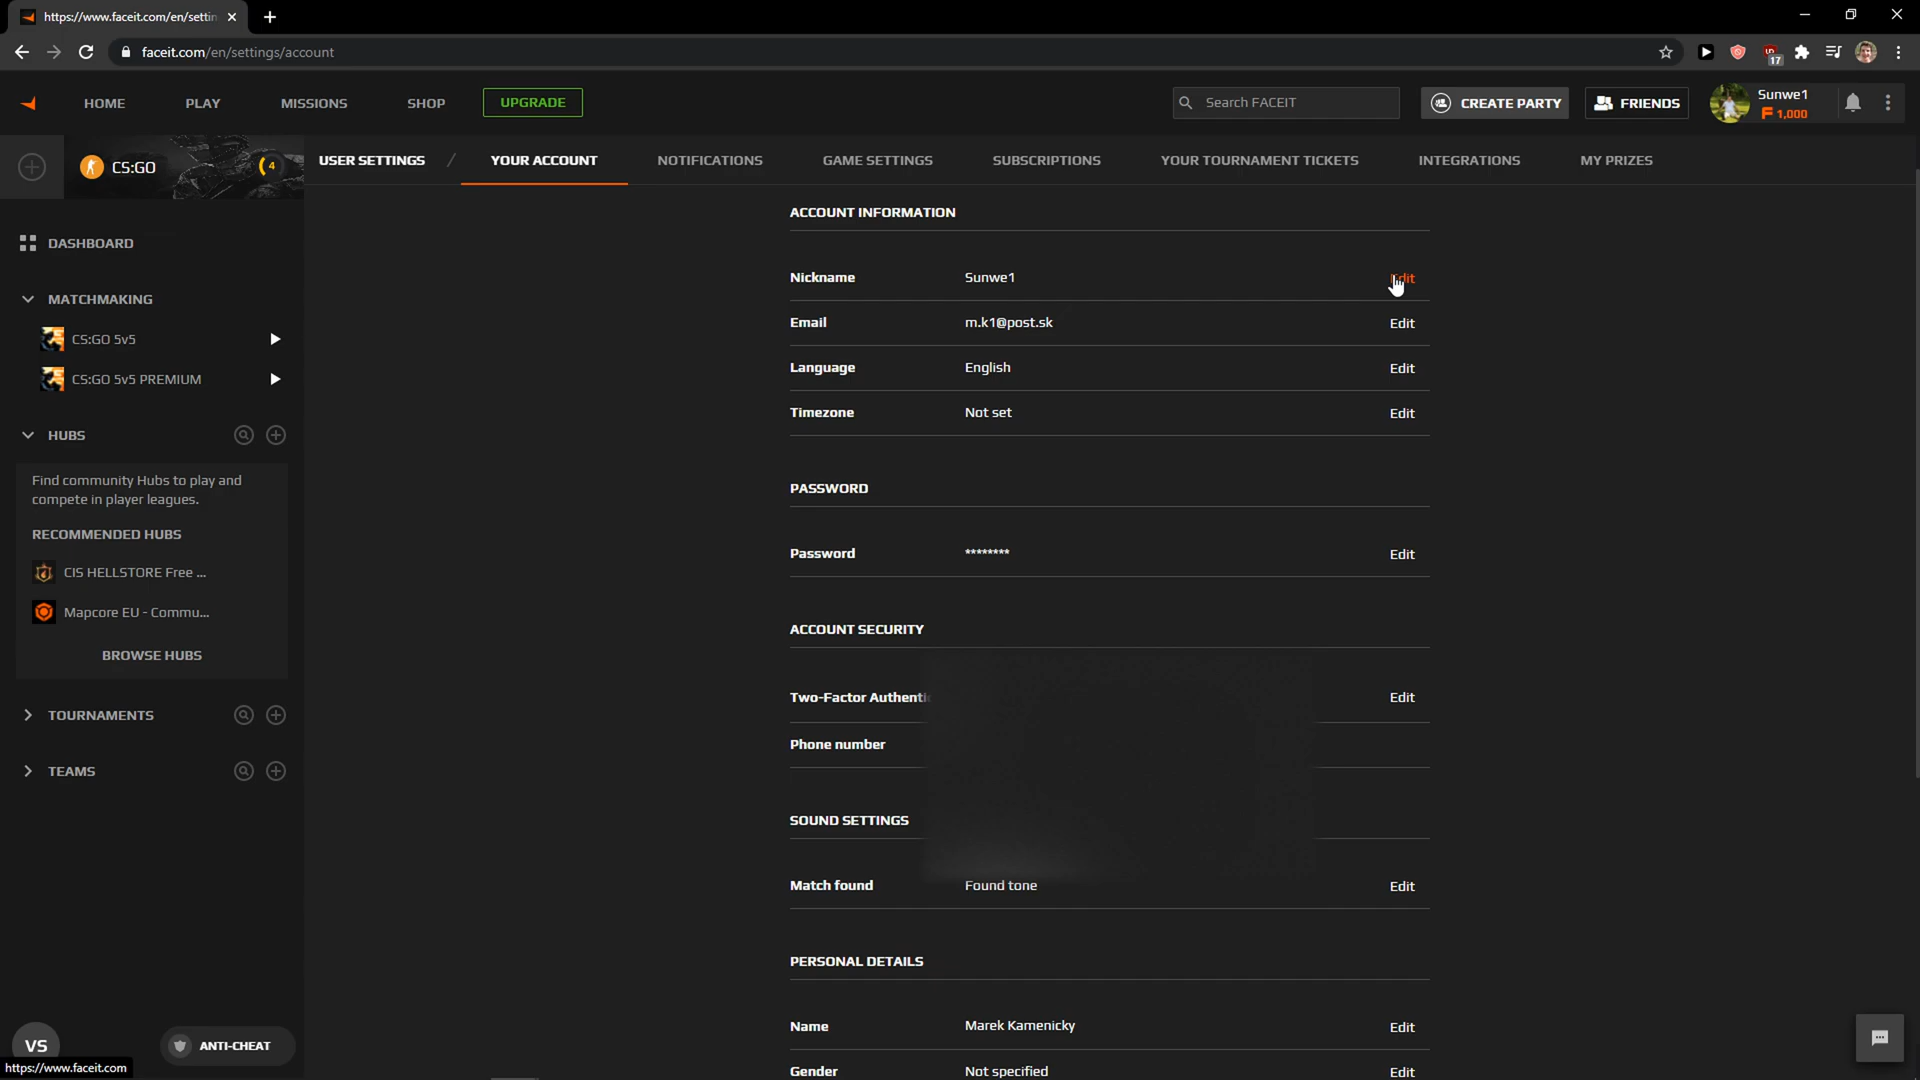 https://www.faceit.com/en/settin
faceit.com/en/settings/account
17
HOME
PLAY
MISSIONS
SHOP
UPGRADE
Search FACEIT
CREATE PARTY
FRIENDS
Sunwe1
1,000
CS:GO
4
USER SETTINGS /
YOUR ACCOUNT
NOTIFICATIONS
GAME SETTINGS
SUBSCRIPTIONS
YOUR TOURNAMENT TICKETS
INTEGRATIONS
MY PRIZES
DASHBOARD
MATCHMAKING
CS:GO 5v5
CS:GO 5v5 PREMIUM
HUBS
Find community Hubs to play and
compete in player leagues.
RECOMMENDED HUBS
CIS HELLSTORE Free ...
Mapcore EU - Commu...
BROWSE HUBS
TOURNAMENTS
TEAMS
VS
ANTI-CHEAT
https://www.faceit.com
ACCOUNT INFORMATION
Nickname Sunwe1 Edit
Email m.k1@post.sk Edit
Language English Edit
Timezone Not set Edit
PASSWORD
Password ******** Edit
ACCOUNT SECURITY
Two-Factor Authenti Edit
Phone number
SOUND SETTINGS
Match found Found tone Edit
PERSONAL DETAILS
Name Marek Kamenicky Edit
Gender Not specified Edit